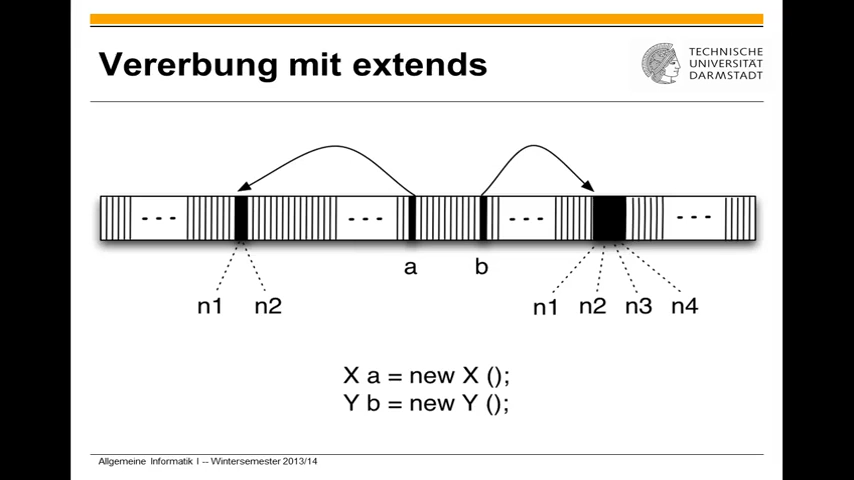 Vererbung mit extends
TECHNISCHE
UNIVERSITÄT
DARMSTADT
a b
n1 n2 n1 n2 n3 n4
X a = new X ();
Y b = new Y ();
Allgemeine Informatik I -- Wintersemester 2013/14